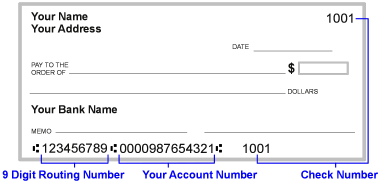 Your Name 1001
Your Address
DATE
PAY TO THE
ORDER OF $
DOLLARS
Your Bank Name
MEMO
⑆123456789⑆0000987654321⑆ 1001
9 Digit Routing Number Your Account Number Check Number